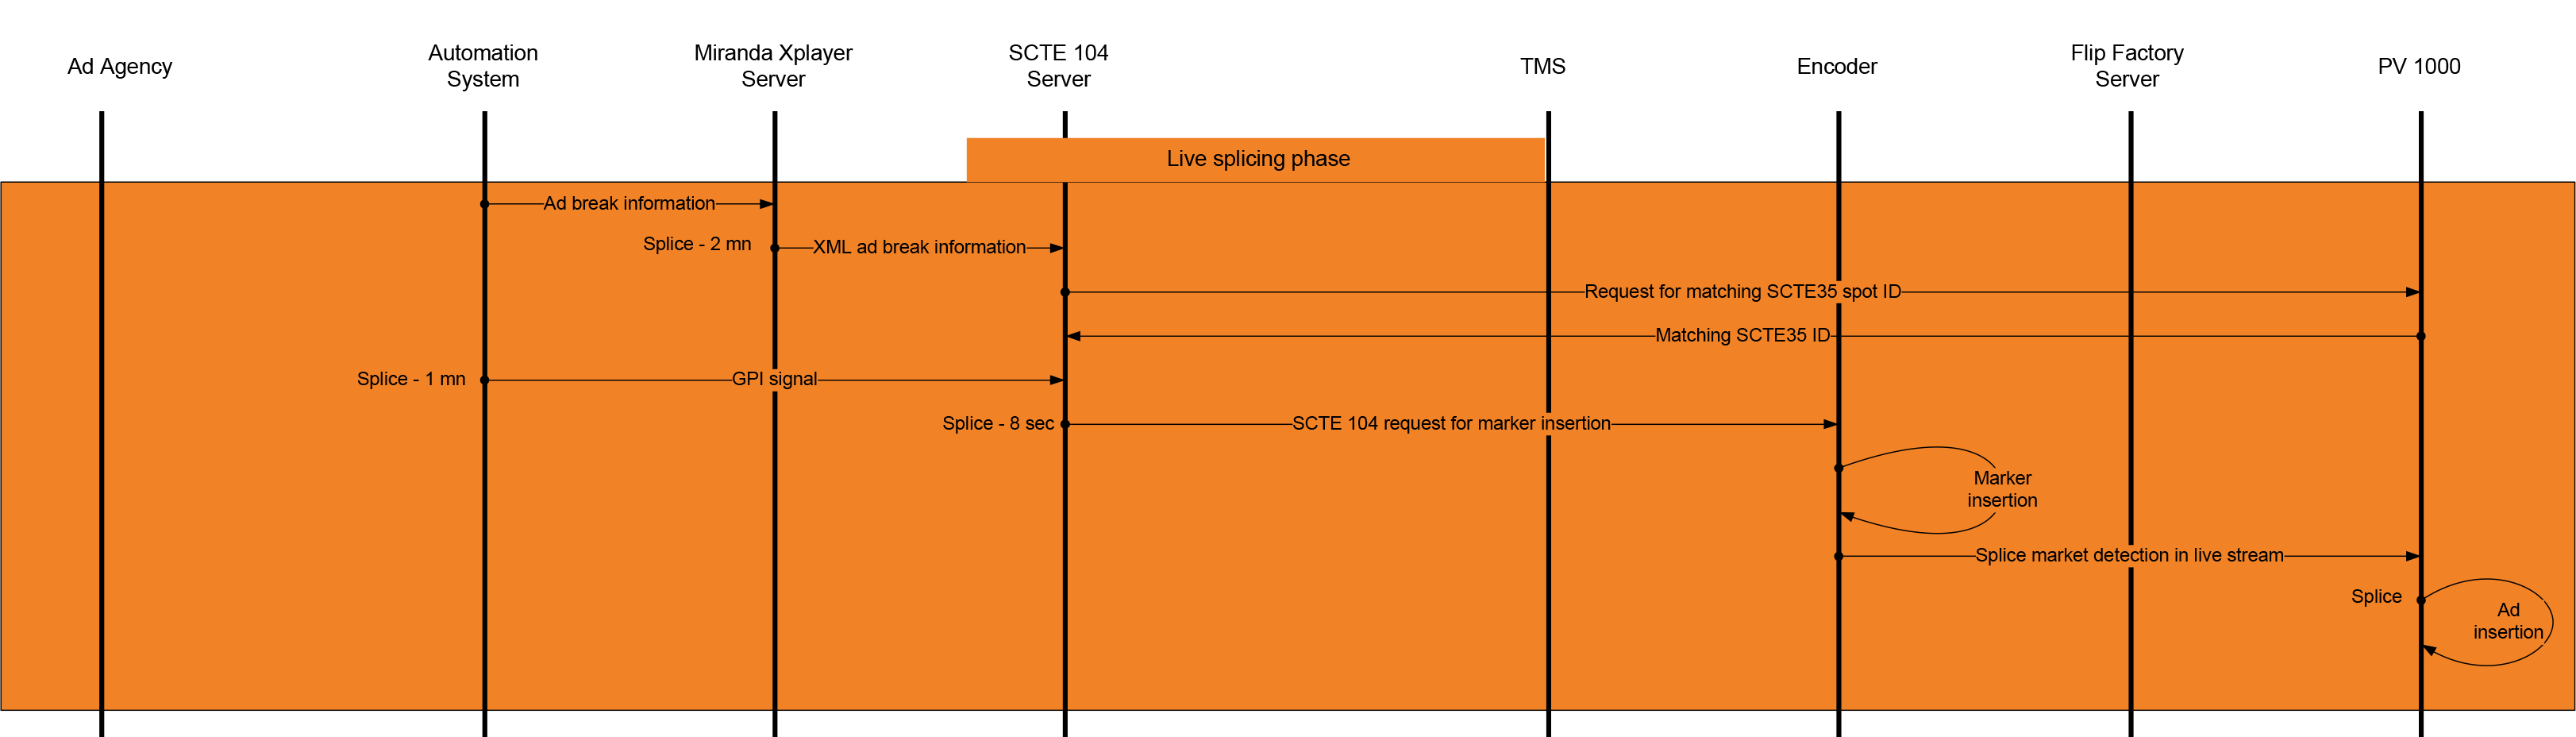 Ad Agency
Automation
System
Miranda Xplayer
Server
SCTE 104
Server
TMS
Encoder
Flip Factory
Server
PV 1000
Live splicing phase
Ad break information
Splice - 2 mn
XML ad break information
Request for matching SCTE35 spot ID
Matching SCTE35 ID
Splice - 1 mn
GPI signal
Splice - 8 sec
SCTE 104 request for marker insertion
Marker
insertion
Splice market detection in live stream
Splice
Ad
insertion